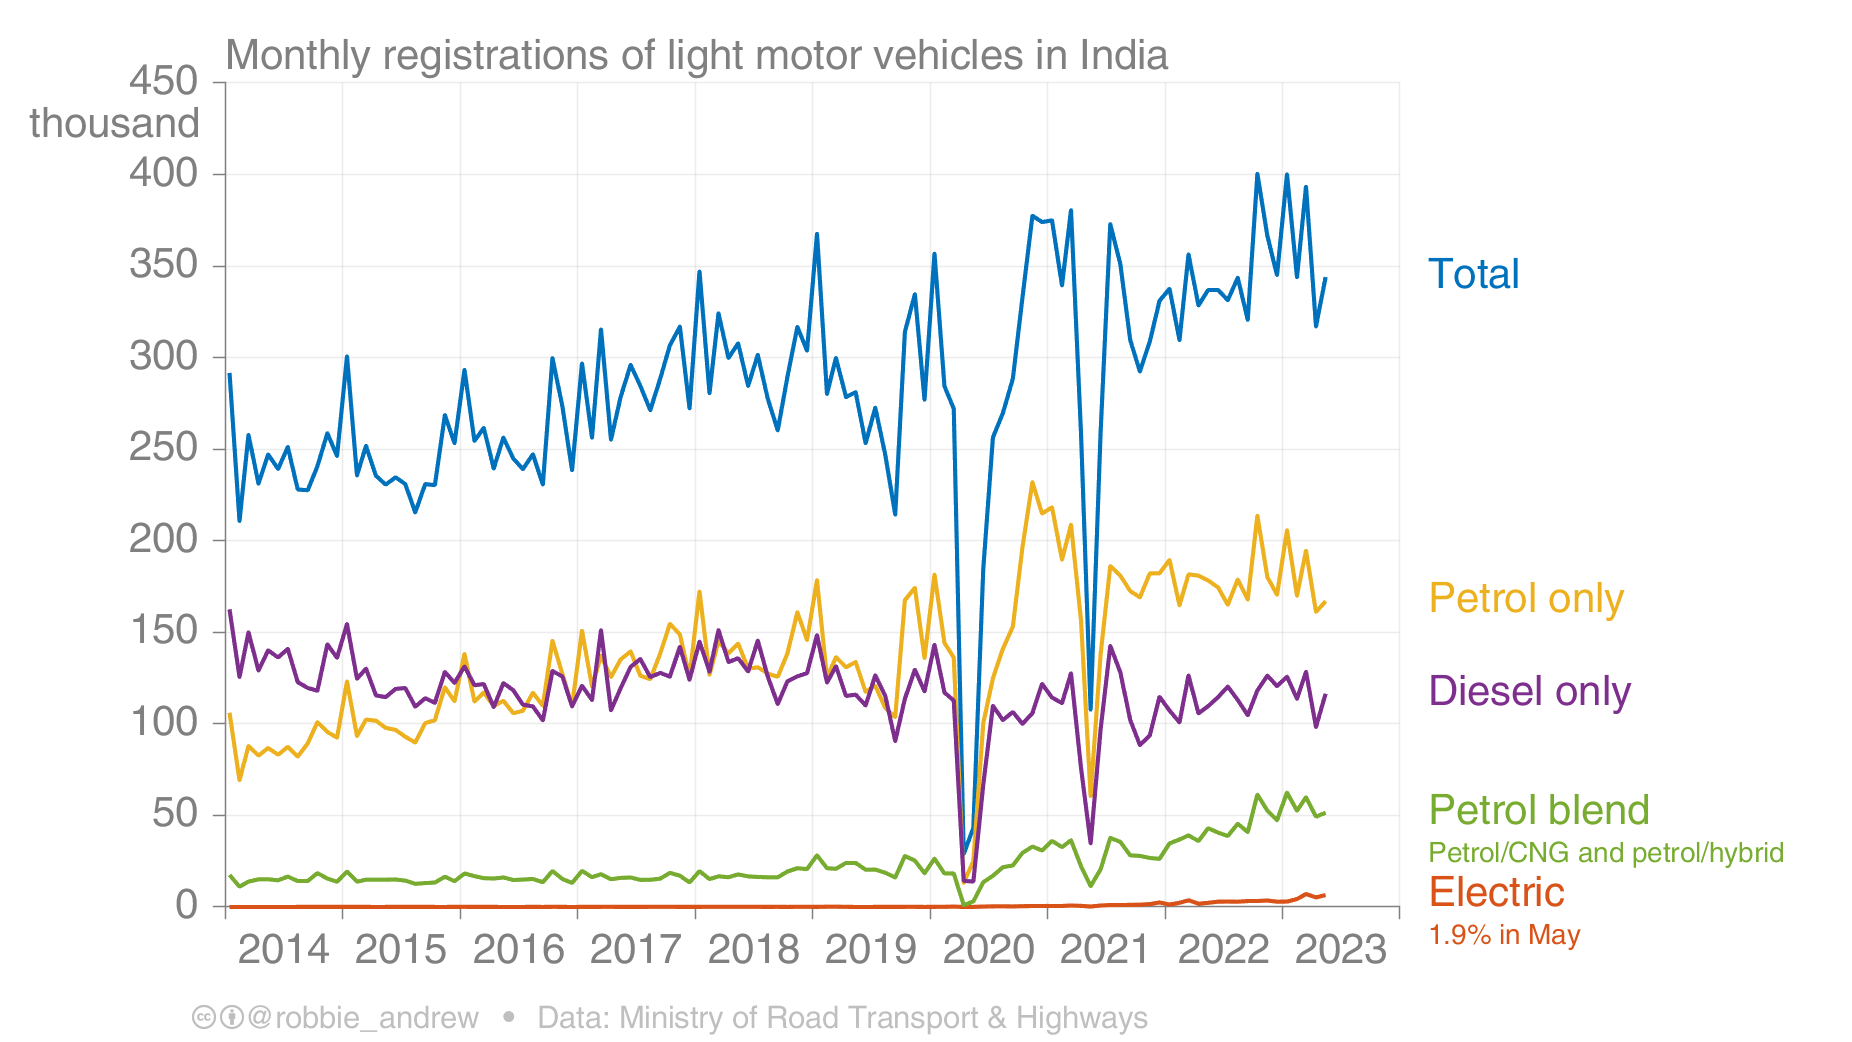 Monthly registrations of light motor vehicles in India
450
thousand
400
350
300
250
200
150
100
50
0
2014 2015 2016 2017 2018 2019 2020 2021 2022 2023
Total
Petrol only
Diesel only
Petrol blend
Petrol/CNG and petrol/hybrid
Electric
1.9% in May
cc @robbie_andrew • Data: Ministry of Road Transport & Highways